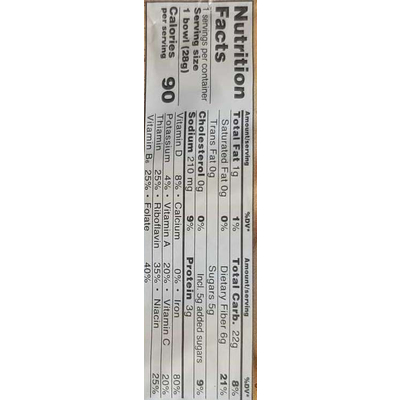 Nutrition
Facts
1 servings per container
Serving size
1 bowl (28g)
Calories
per serving
90
Amount/serving %DV*
Total Fat 1g 1%
Saturated Fat 0g 0%
Trans Fat 0g
Cholesterol 0g 0%
Sodium 210 mg 9%
Amount/serving %DV*
Total Carb. 22g 8%
Dietary Fiber 6g 21%
Sugars 5g
Incl. 5g added sugars 9%
Protein 3g
Vitamin D 8% • Calcium 0% • Iron 80%
Potassium 4% • Vitamin A 20% • Vitamin C 20%
Thiamin 25% • Riboflavin 35% • Niacin 25%
Vitamin B6 25% • Folate 40%